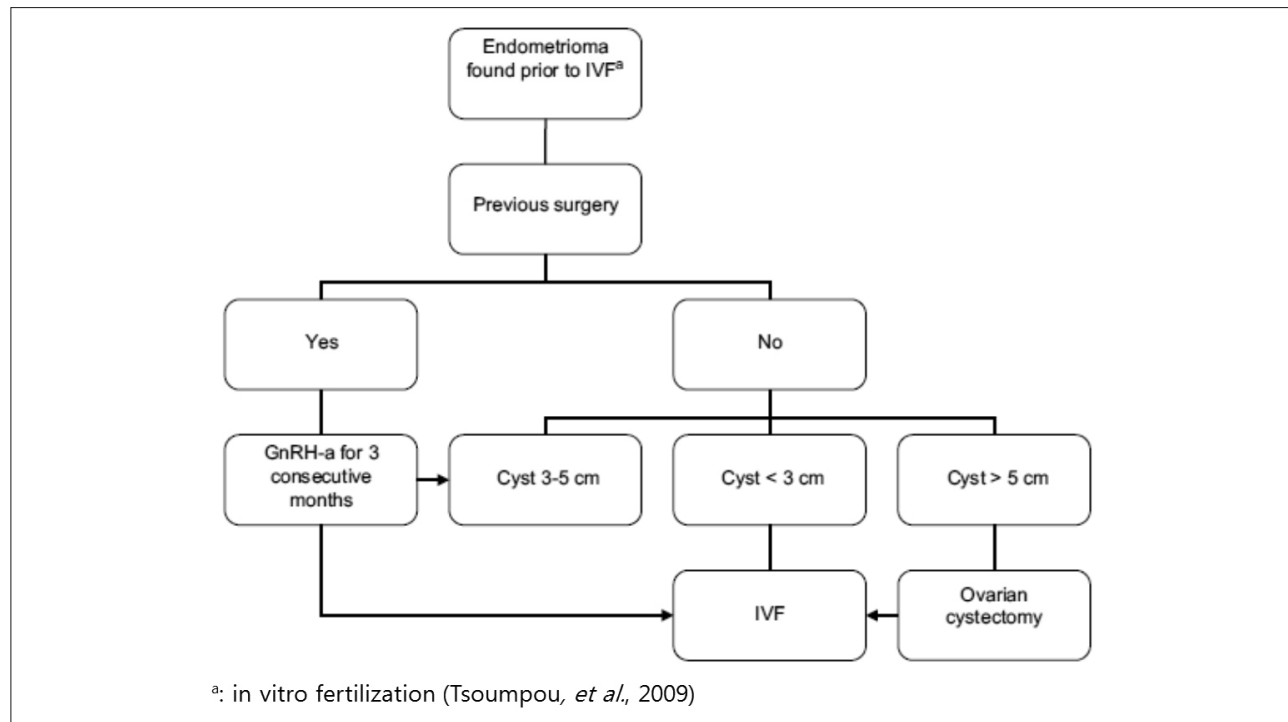 Endometrioma
found prior to IVFᵃ
Previous surgery
Yes
No
GnRH-a for 3
consecutive
months
Cyst 3-5 cm
Cyst < 3 cm
Cyst > 5 cm
IVF
Ovarian
cystectomy
ᵃ: in vitro fertilization (Tsoumpou, et al., 2009)